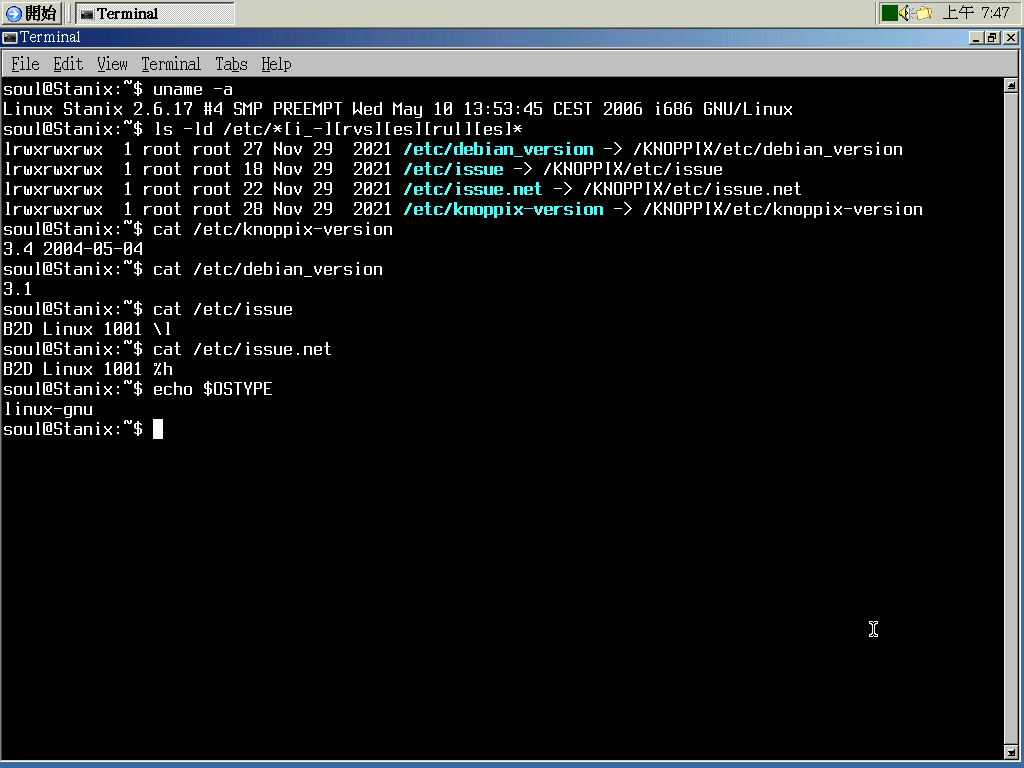 開始 Terminal 上午 7:47
Terminal
File Edit View Terminal Tabs Help
soul@Stanix:~$ uname -a
Linux Stanix 2.6.17 #4 SMP PREEMPT Wed May 10 13:53:45 CEST 2006 i686 GNU/Linux
soul@Stanix:~$ ls -ld /etc/*[i_-][rvs][es][rul][es]*
lrwxrwxrwx  1 root root 27 Nov 29  2021 /etc/debian_version -> /KNOPPIX/etc/debian_version
lrwxrwxrwx  1 root root 18 Nov 29  2021 /etc/issue -> /KNOPPIX/etc/issue
lrwxrwxrwx  1 root root 22 Nov 29  2021 /etc/issue.net -> /KNOPPIX/etc/issue.net
lrwxrwxrwx  1 root root 28 Nov 29  2021 /etc/knoppix-version -> /KNOPPIX/etc/knoppix-version
soul@Stanix:~$ cat /etc/knoppix-version
3.4 2004-05-04
soul@Stanix:~$ cat /etc/debian_version
3.1
soul@Stanix:~$ cat /etc/issue
B2D Linux 1001 \l
soul@Stanix:~$ cat /etc/issue.net
B2D Linux 1001 %h
soul@Stanix:~$ echo $OSTYPE
linux-gnu
soul@Stanix:~$